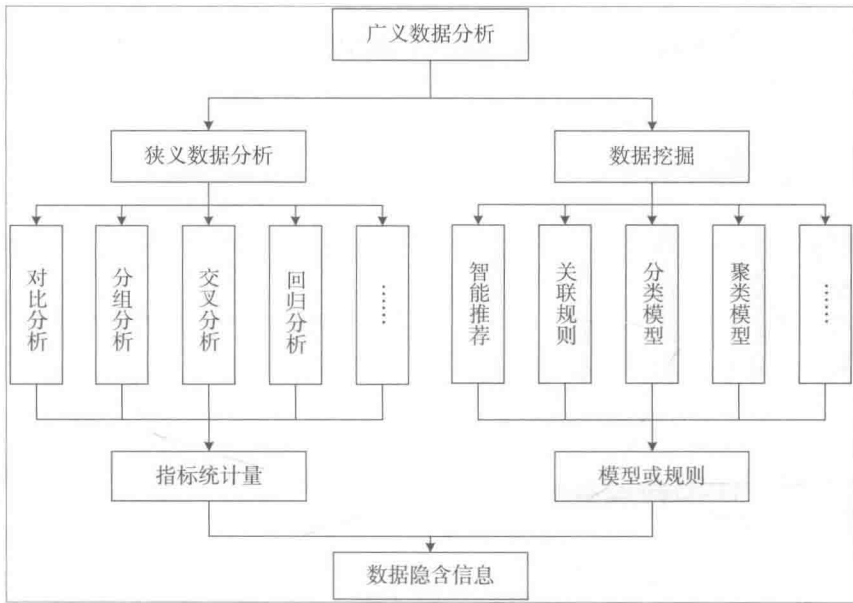 广义数据分析
狭义数据分析
数据挖掘
对比分析
分组分析
交叉分析
回归分析
……
智能推荐
关联规则
分类模型
聚类模型
……
指标统计量
模型或规则
数据隐含信息